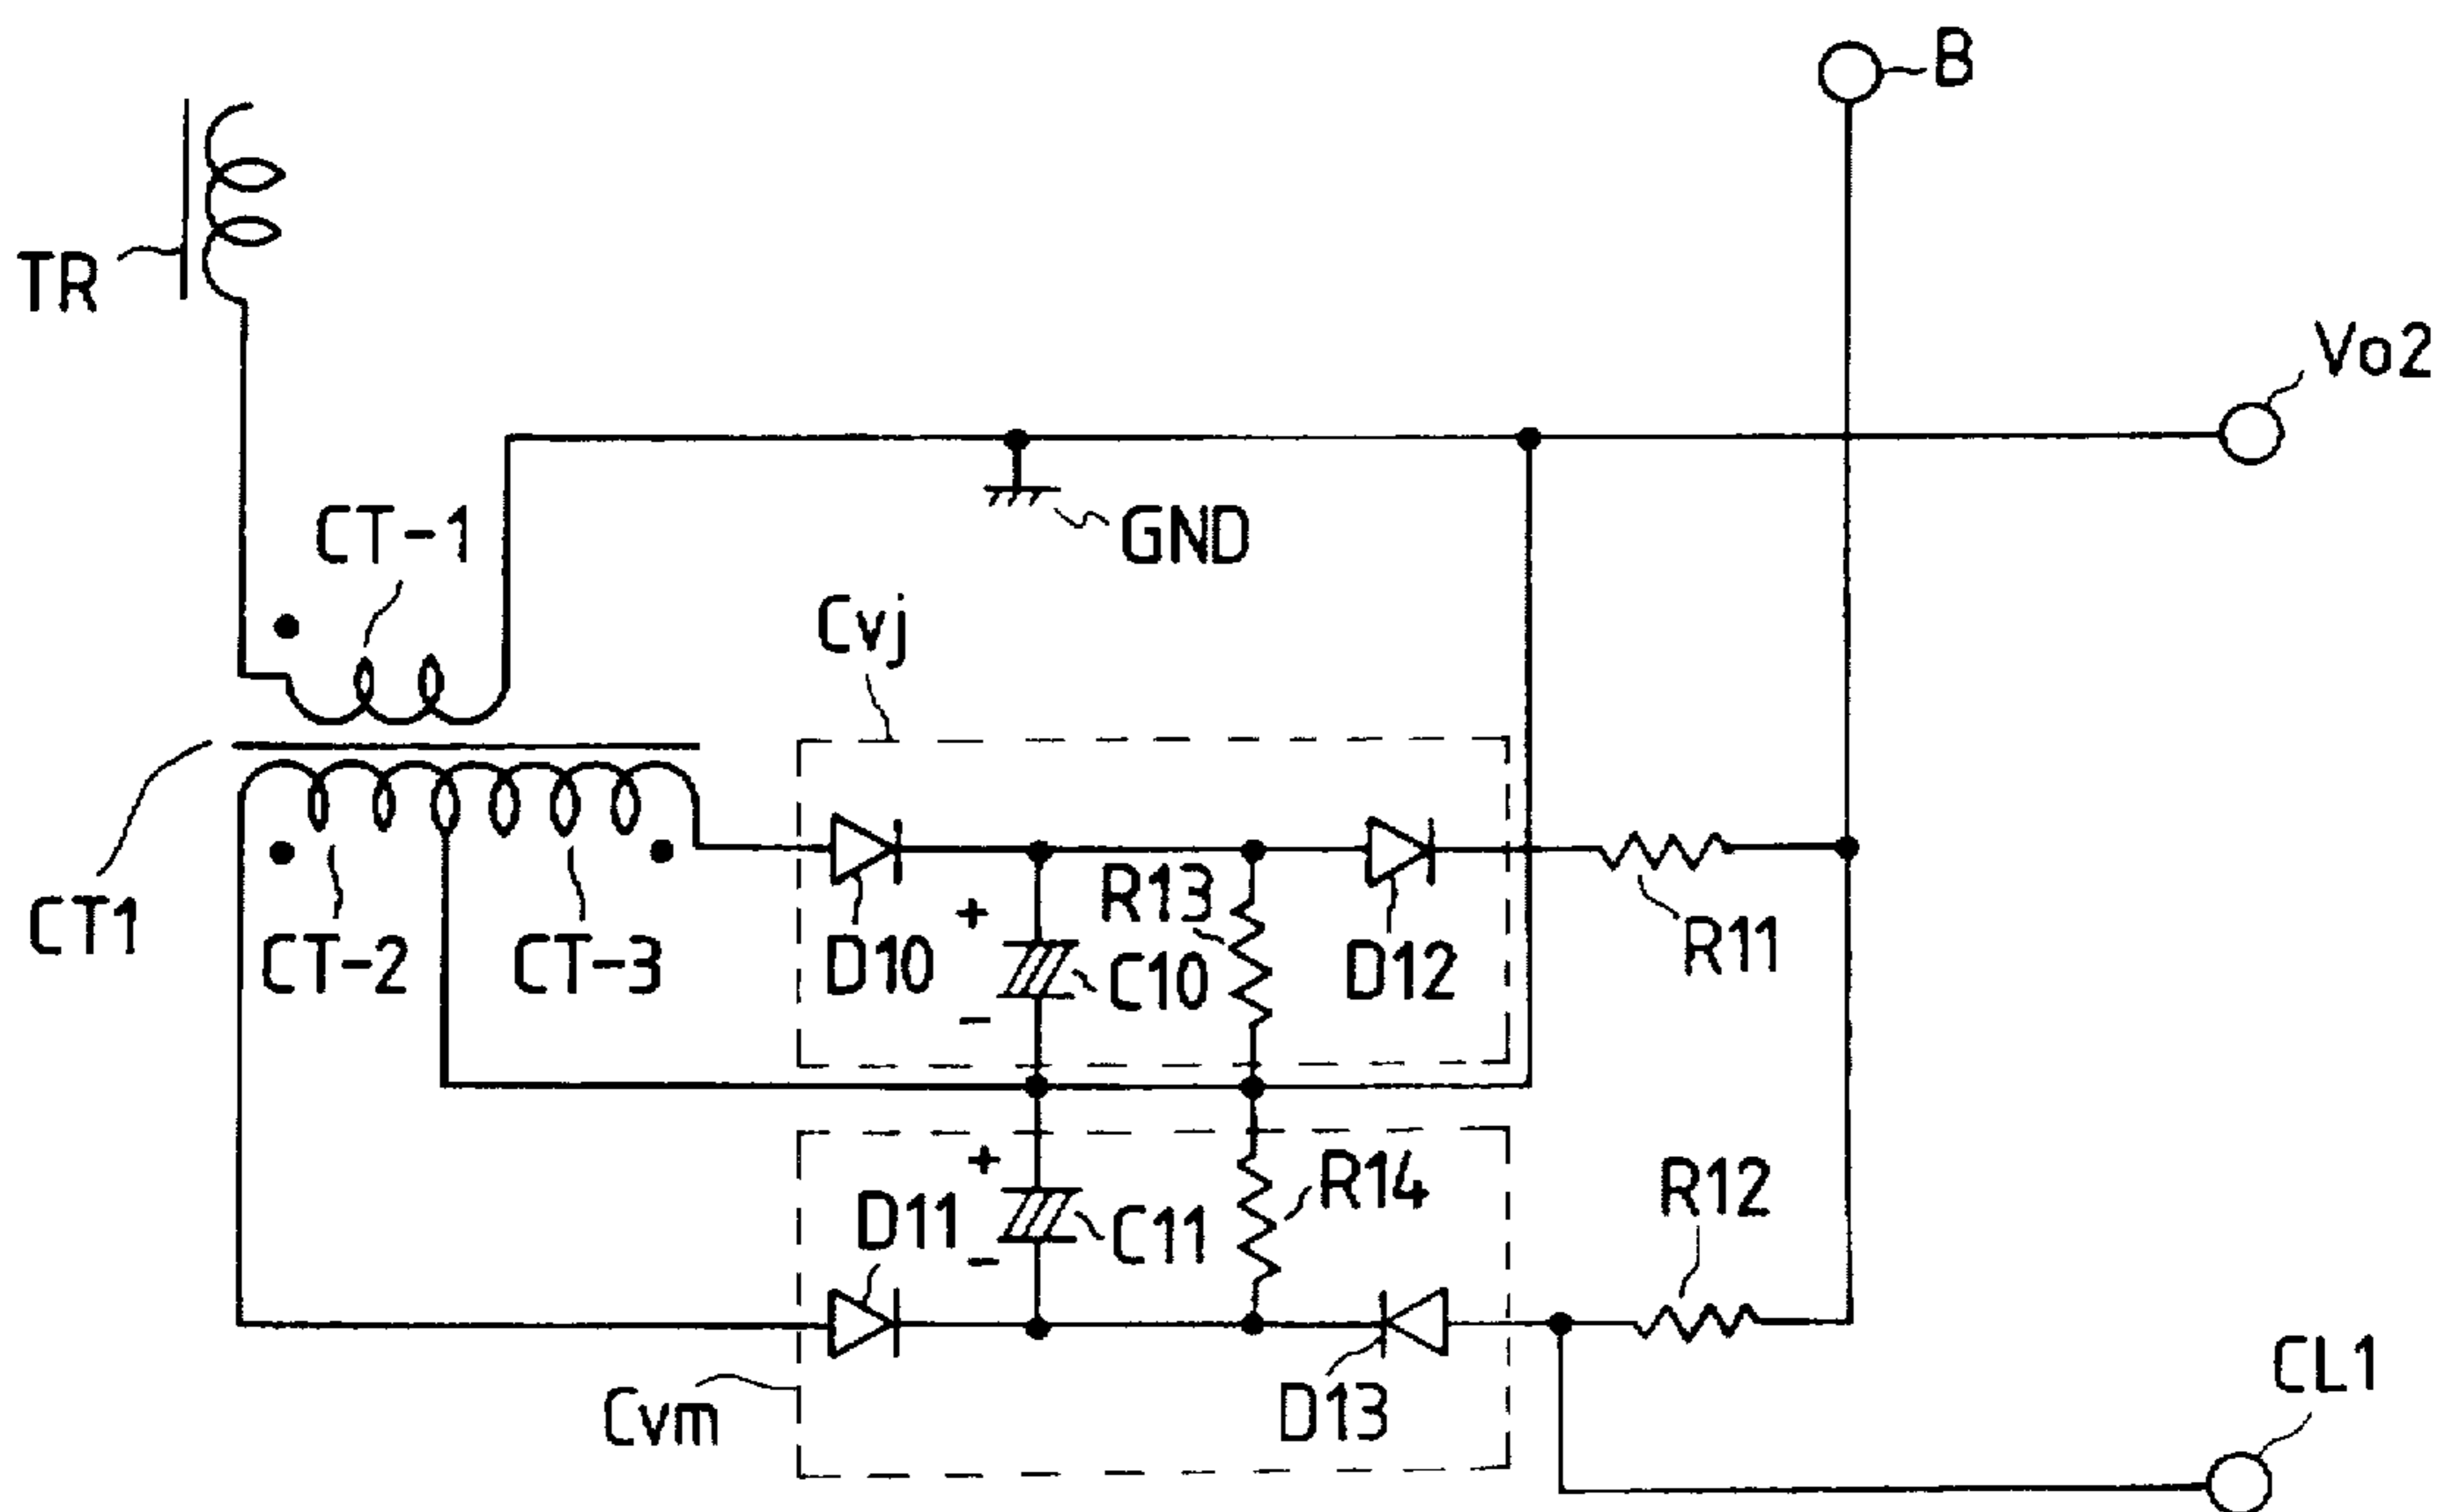 B
TR
Vo2
CT-1
GND
Cvj
CT1
CT-2
CT-3
D10
+
-
R13
C10
D12
R11
+
-
D11
C11
R14
R12
D13
Cvm
CL1